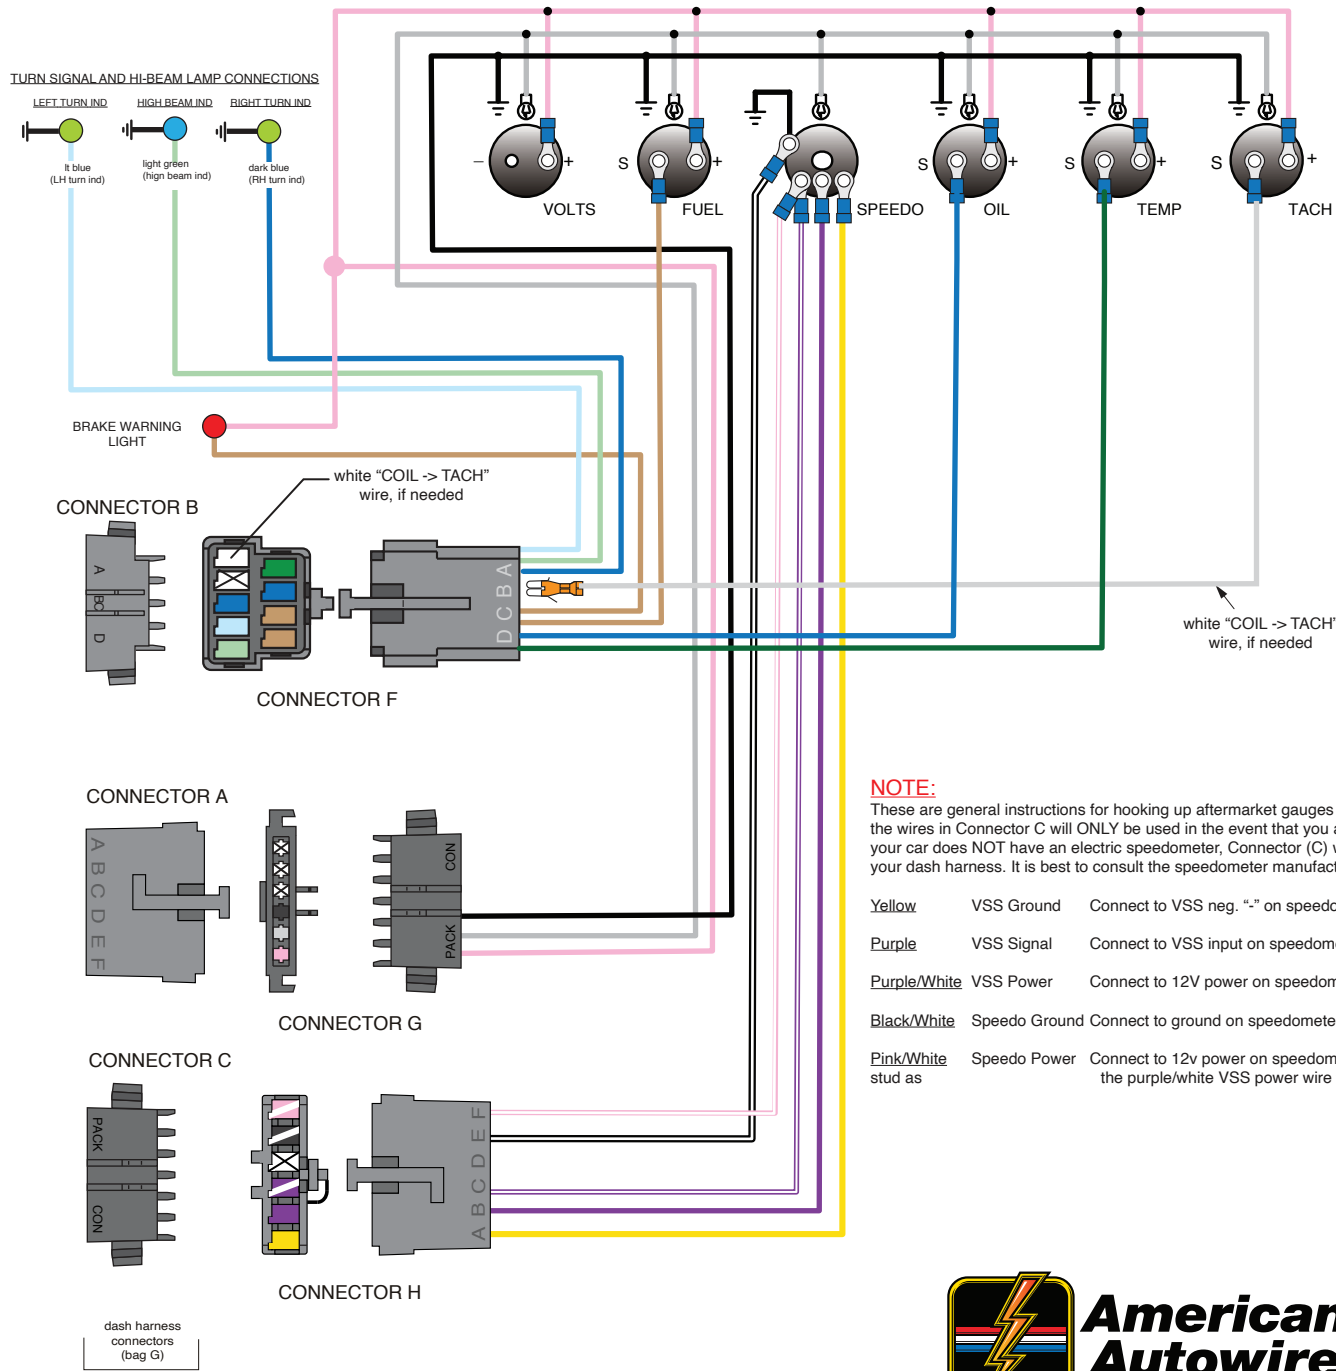 TURN SIGNAL AND HI-BEAM LAMP CONNECTIONS
LEFT TURN IND
HIGH BEAM IND
RIGHT TURN IND
lt blue
(LH turn ind)
light green
(hign beam ind)
dark blue
(RH turn ind)
– +
VOLTS
S +
FUEL
SPEEDO
S +
OIL
S +
TEMP
S +
TACH
BRAKE WARNING
LIGHT
white “COIL -> TACH”
wire, if needed
CONNECTOR B
A
BC
D
D C B A
CONNECTOR F
white “COIL -> TACH”
wire, if needed
CONNECTOR A
A B C D E F
CON
PACK
CONNECTOR G
NOTE:
These are general instructions for hooking up aftermarket gauges
the wires in Connector C will ONLY be used in the event that you
your car does NOT have an electric speedometer, Connector (C)
your dash harness. It is best to consult the speedometer
Yellow VSS Ground Connect to VSS neg. “-” on
Purple VSS Signal Connect to VSS input on
Purple/White VSS Power Connect to 12V power on
Black/White Speedo Ground Connect to ground on
Pink/White Speedo Power Connect to 12v power on
stud as the purple/white VSS power wire
CONNECTOR C
PACK
CON
A B C D E F
CONNECTOR H
dash harness
connectors
(bag G)
American
Autowire